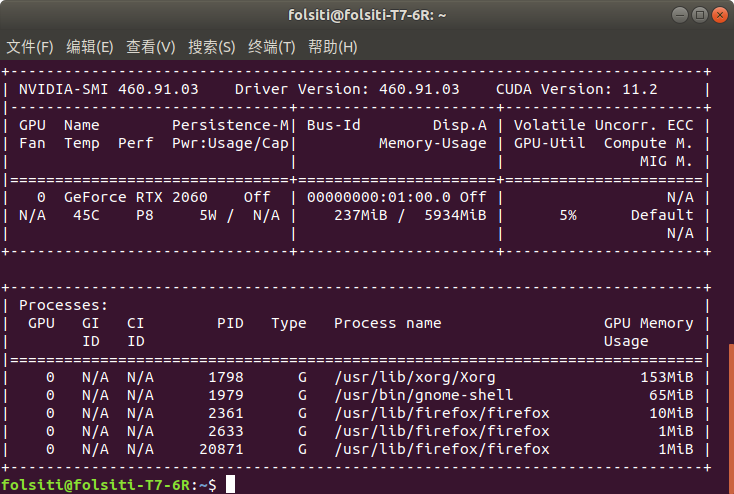 folsiti@folsiti-T7-6R: ~
文件(F) 编辑(E) 查看(V) 搜索(S) 终端(T) 帮助(H)
+-----------------------------------------------------------------------------+
| NVIDIA-SMI 460.91.03    Driver Version: 460.91.03    CUDA Version: 11.2     |
|-------------------------------+----------------------+----------------------+
| GPU  Name        Persistence-M| Bus-Id        Disp.A | Volatile Uncorr. ECC |
| Fan  Temp  Perf  Pwr:Usage/Cap|         Memory-Usage | GPU-Util  Compute M. |
|                               |                      |               MIG M. |
|===============================+======================+======================|
|   0  GeForce RTX 2060    Off  | 00000000:01:00.0 Off |                  N/A |
| N/A   45C    P8     5W /  N/A |    237MiB /  5934MiB |      5%      Default |
|                               |                      |                  N/A |
+-------------------------------+----------------------+----------------------+
+-----------------------------------------------------------------------------+
| Processes:                                                                  |
|  GPU   GI   CI        PID   Type   Process name                  GPU Memory |
|        ID   ID                                                   Usage      |
|=============================================================================|
|    0   N/A  N/A      1798      G   /usr/lib/xorg/Xorg                153MiB |
|    0   N/A  N/A      1979      G   /usr/bin/gnome-shell               65MiB |
|    0   N/A  N/A      2361      G   /usr/lib/firefox/firefox           10MiB |
|    0   N/A  N/A      2633      G   /usr/lib/firefox/firefox            1MiB |
|    0   N/A  N/A     20871      G   /usr/lib/firefox/firefox            1MiB |
+-----------------------------------------------------------------------------+
folsiti@folsiti-T7-6R:~$